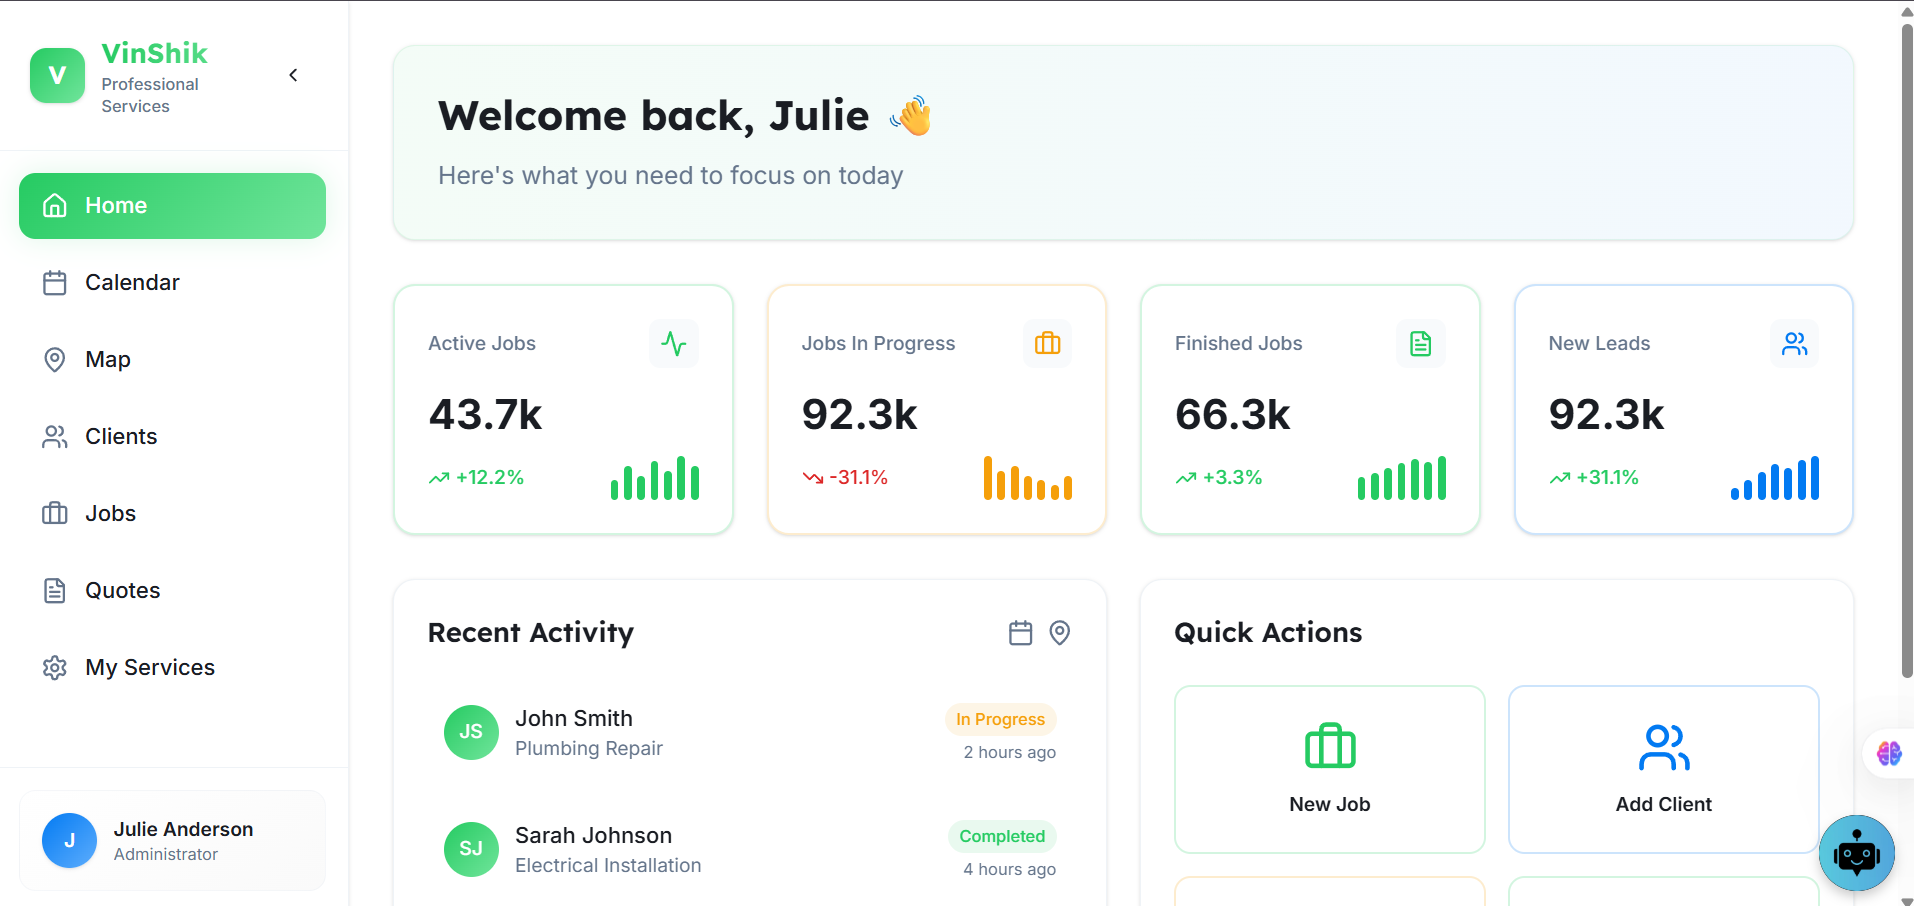 V
VinShik
Professional
Services
Home
Calendar
Map
Clients
Jobs
Quotes
My Services
J
Julie Anderson
Administrator
Welcome back, Julie 👋
Here's what you need to focus on today
Active Jobs
43.7k
+12.2%
Jobs In Progress
92.3k
-31.1%
Finished Jobs
66.3k
+3.3%
New Leads
92.3k
+31.1%
Recent Activity
JS
John Smith
Plumbing Repair
In Progress
2 hours ago
SJ
Sarah Johnson
Electrical Installation
Completed
4 hours ago
Quick Actions
New Job
Add Client